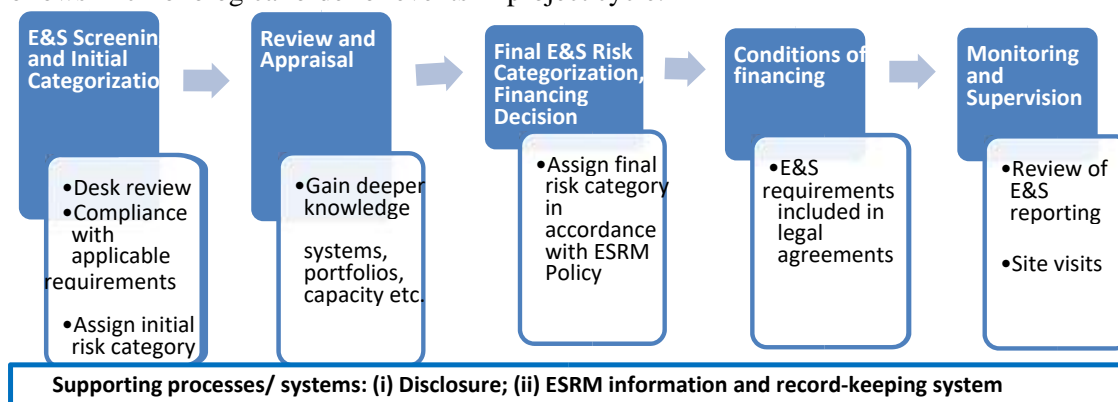 E&S Screenin
and Initial
Categorizatio
Review and
Appraisal
Final E&S Risk
Categorization,
Financing
Decision
Conditions of
financing
Monitoring
and
Supervision
•Desk review
•Compliance
with
applicable
requirements
•Assign initial
risk category
•Gain deeper
knowledge
systems,
portfolios,
capacity etc.
•Assign final
risk category
in
accordance
with ESRM
Policy
•E&S
requirements
included in
legal
agreements
•Review of
E&S
reporting
•Site visits
Supporting processes/ systems: (i) Disclosure; (ii) ESRM information and record-keeping system